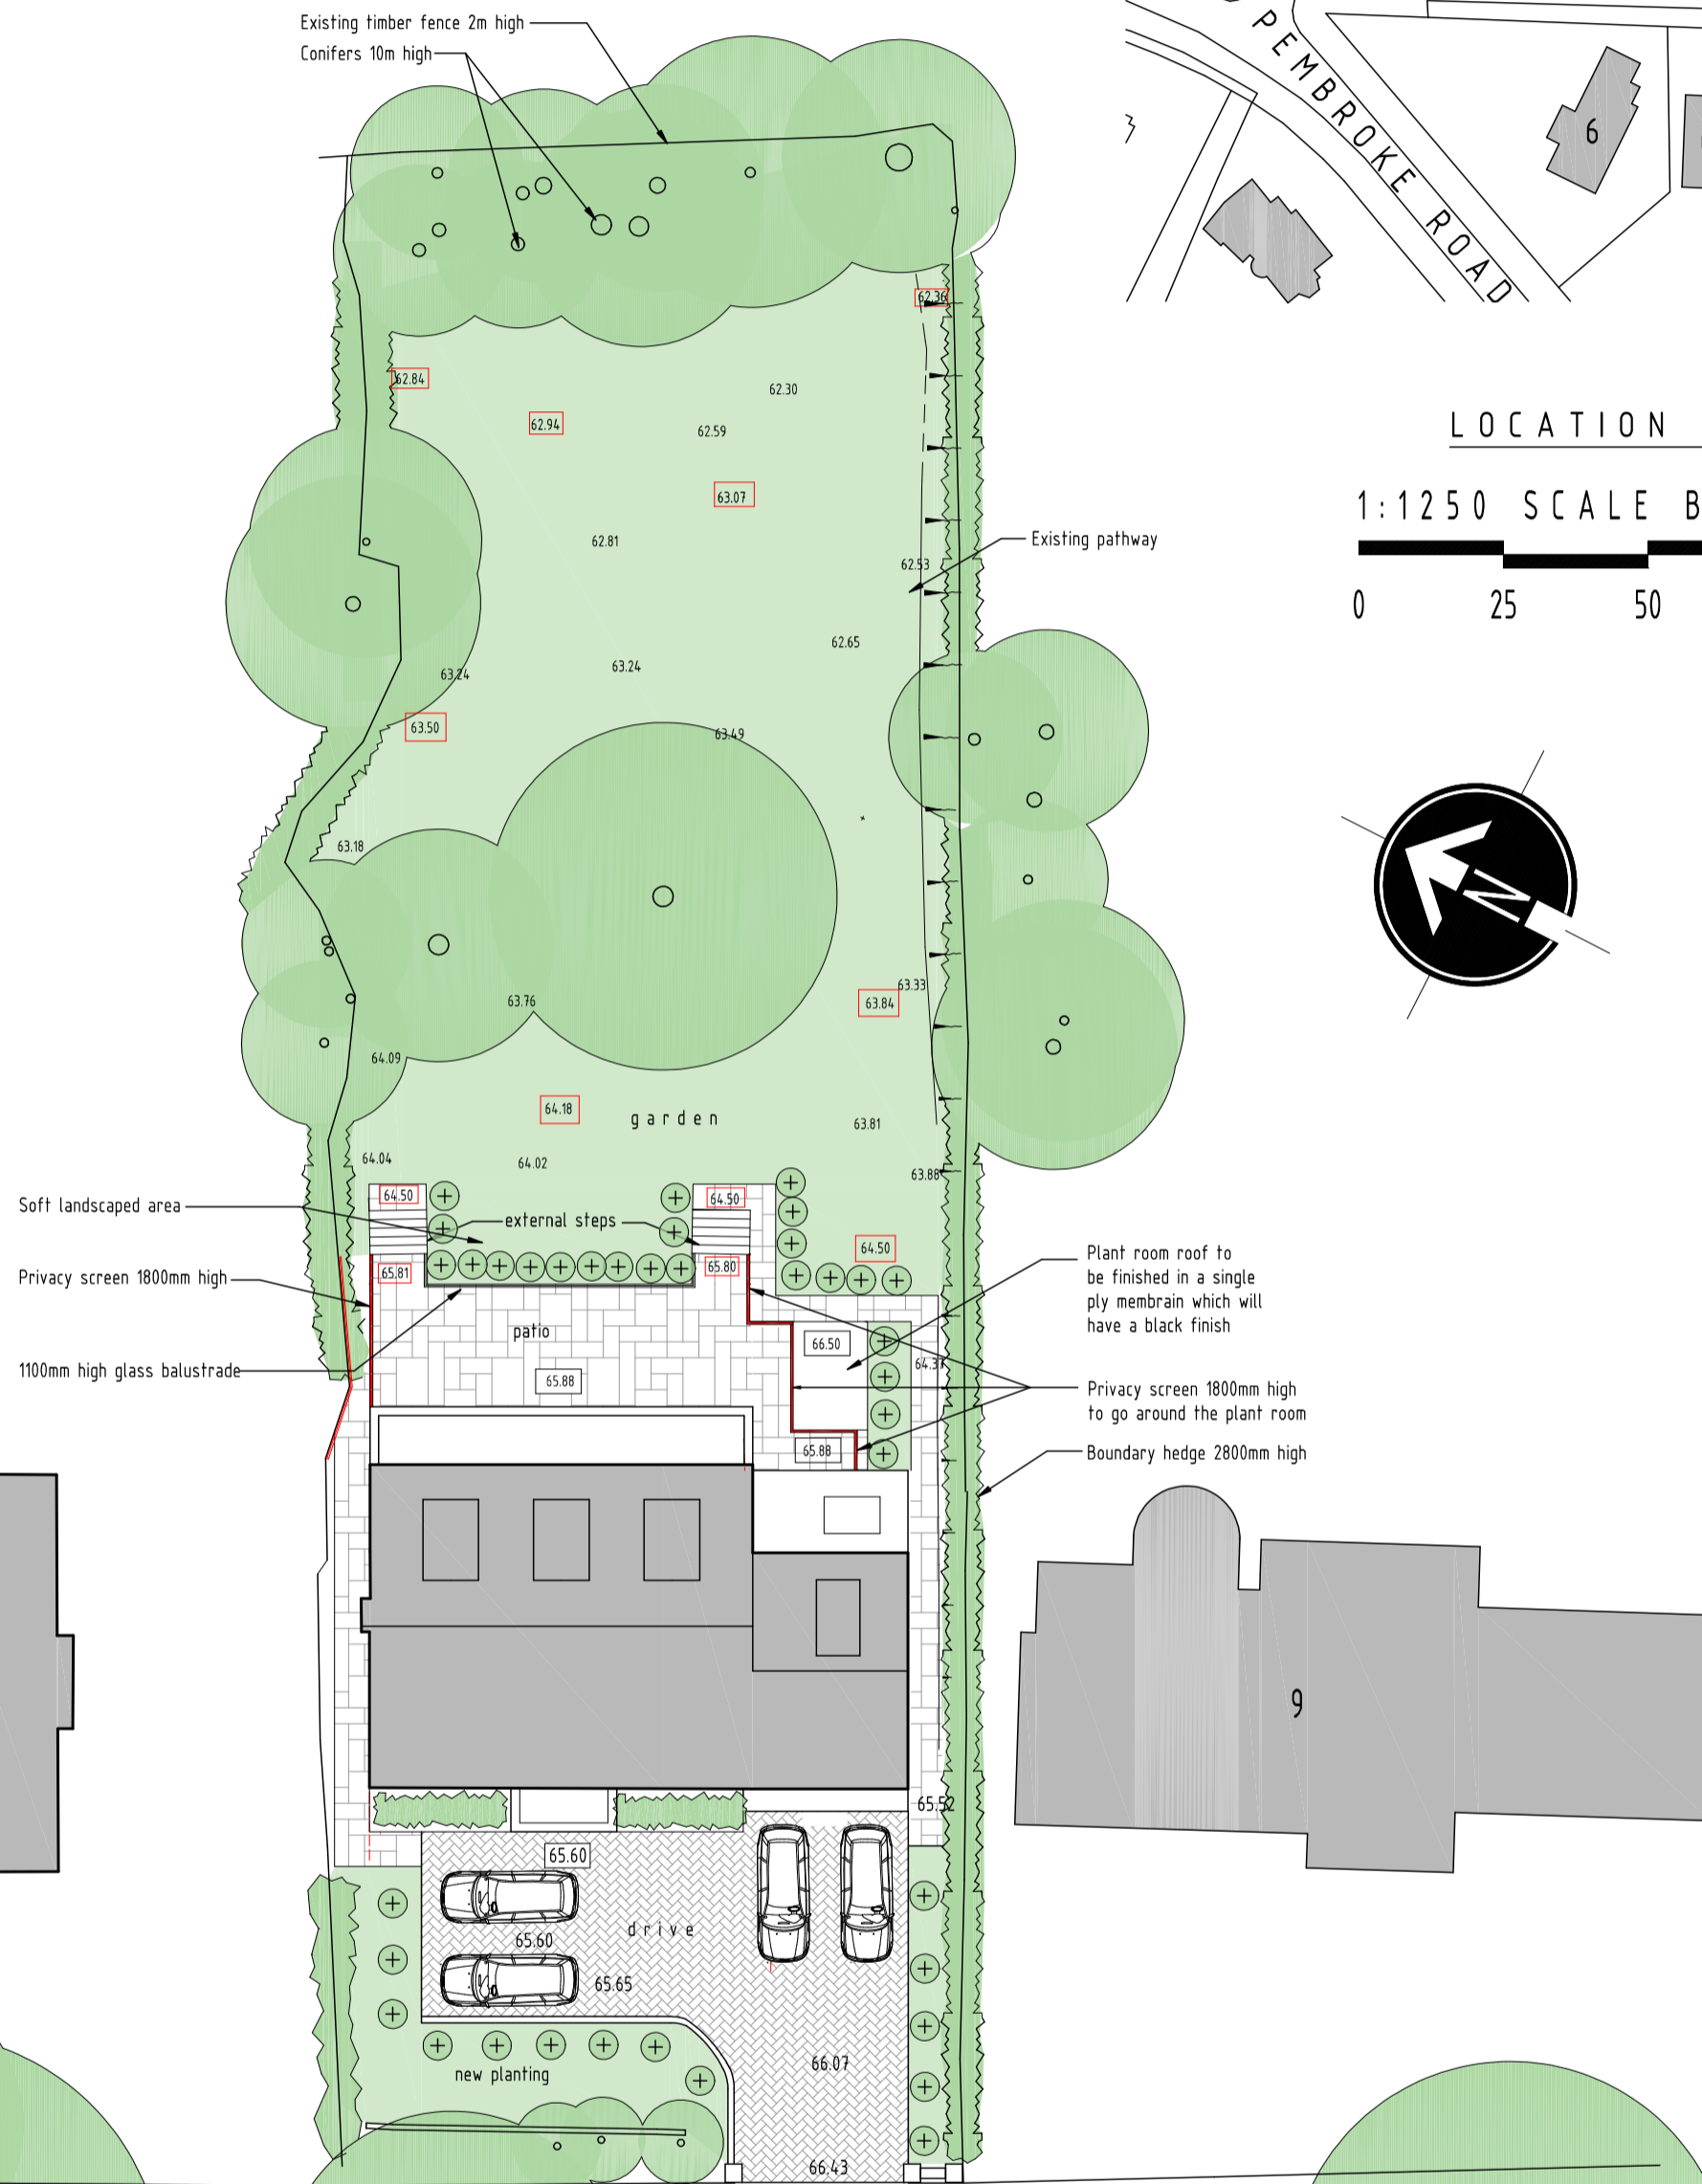 Existing timber fence 2m high
Conifers 10m high
PEMBROKE ROAD
6
62.36
62.84
62.30
62.94
62.59
LOCATION
63.07
1:1250 SCALE B
62.81
Existing pathway
62.53
0 25 50
62.65
63.24
63.24
63.50
63.49
63.18
N
63.33
63.76
63.84
64.09
64.18
garden
63.81
64.04
64.02
63.88
64.50
64.50
Soft landscaped area
external steps
64.50
Plant room roof to
be finished in a single
ply membrain which will
have a black finish
65.81
65.80
Privacy screen 1800mm high
patio
66.50
1100mm high glass balustrade
65.88
Privacy screen 1800mm high
to go around the plant room
65.88
Boundary hedge 2800mm high
9
65.52
65.60
drive
65.60
65.65
66.07
new planting
66.43